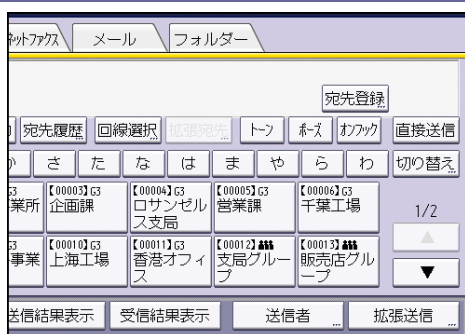 ネットファクス メール フォルダー
宛先登録
宛先履歴 回線選択 拡張宛先 トーン ポーズ オンフック 直接送信
か さ た な は ま や ら わ 切り替え
G3 【00003】G3 【00004】G3 【00005】G3 【00006】G3
業所 企画課 ロサンゼル 営業課 千葉工場
ス支局
1/2
G3 【00010】G3 【00011】G3 【00012】 【00013】
事業 上海工場 香港オフィ 支局グルー 販売店グル
ス プ ープ
送信結果表示 受信結果表示 送信者 拡張送信